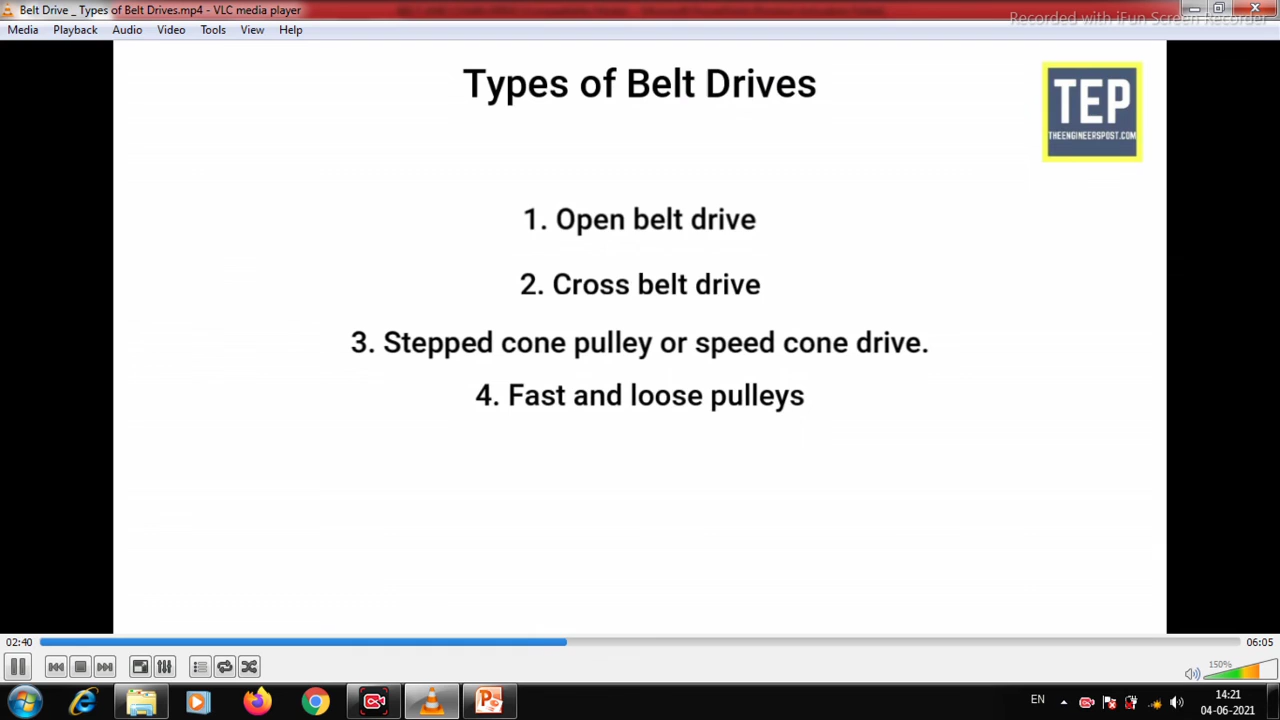 Belt Drive _ Types of Belt Drives.mp4 - VLC media player
Recorded with iFun Screen Recorder
Media Playback Audio Video Tools View Help
Types of Belt Drives
TEP
THEENGINEERSPOST.COM
1. Open belt drive
2. Cross belt drive
3. Stepped cone pulley or speed cone drive.
4. Fast and loose pulleys
02:40
06:05
150%
EN
14:21
04-06-2021